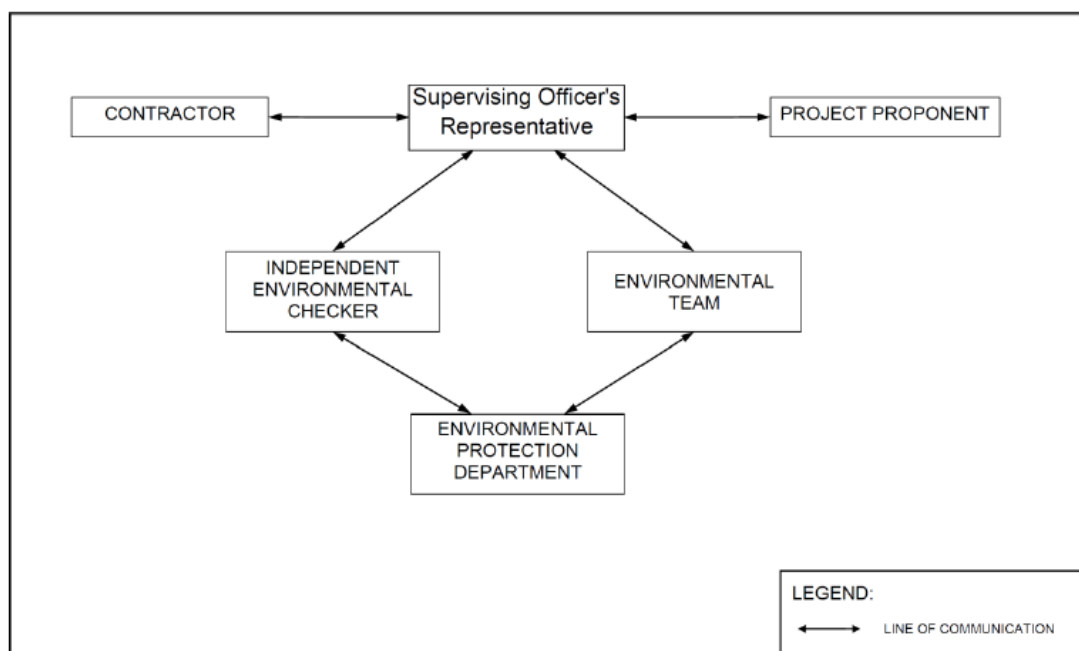 CONTRACTOR
Supervising Officer's
Representative
PROJECT PROPONENT
INDEPENDENT
ENVIRONMENTAL
CHECKER
ENVIRONMENTAL
TEAM
ENVIRONMENTAL
PROTECTION
DEPARTMENT
LEGEND:
LINE OF COMMUNICATION